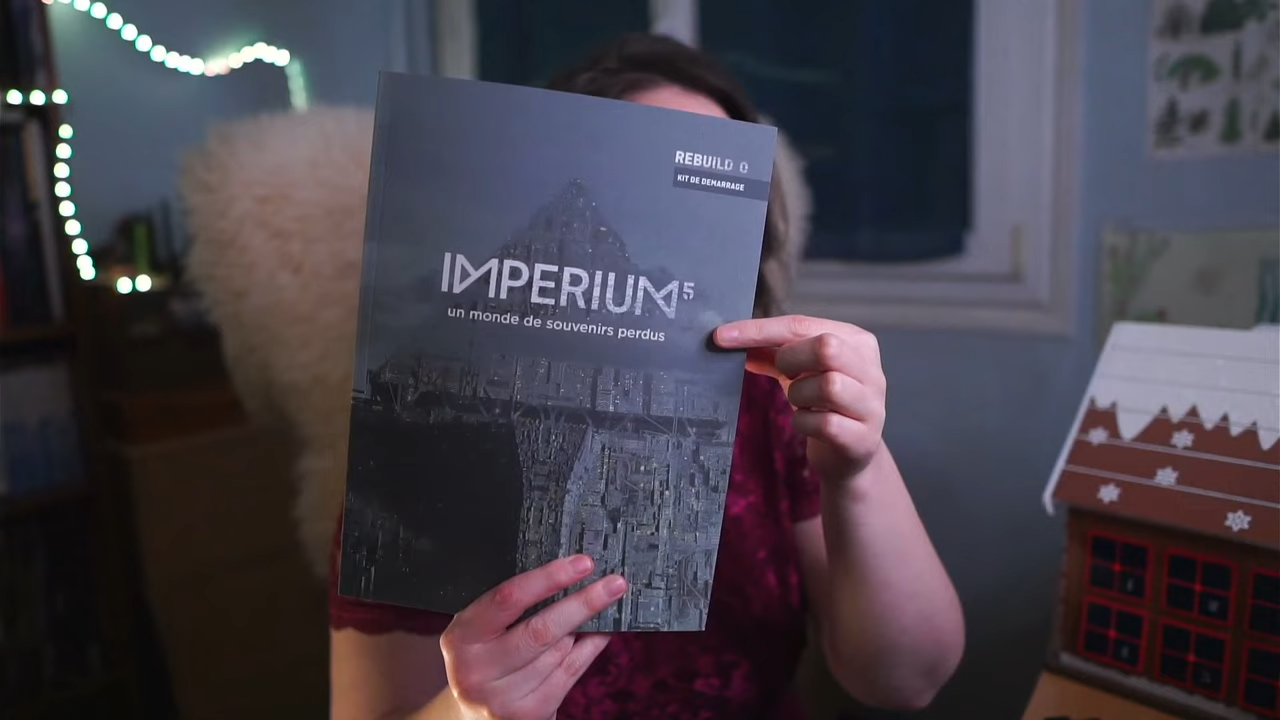 REBUILD 0
KIT DE DEMARRAGE
IMPERIUM5
un monde de souvenirs perdus